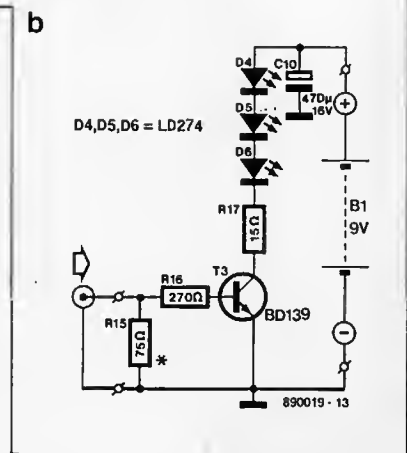 b
D4
C10
47Dµ
16V
D5
D4,D5,D6 = LD274
D6
+
R17
15Ω
B1
9V
T3
R16
270Ω
BD139
R15
75Ω
*
−
890019 - 13